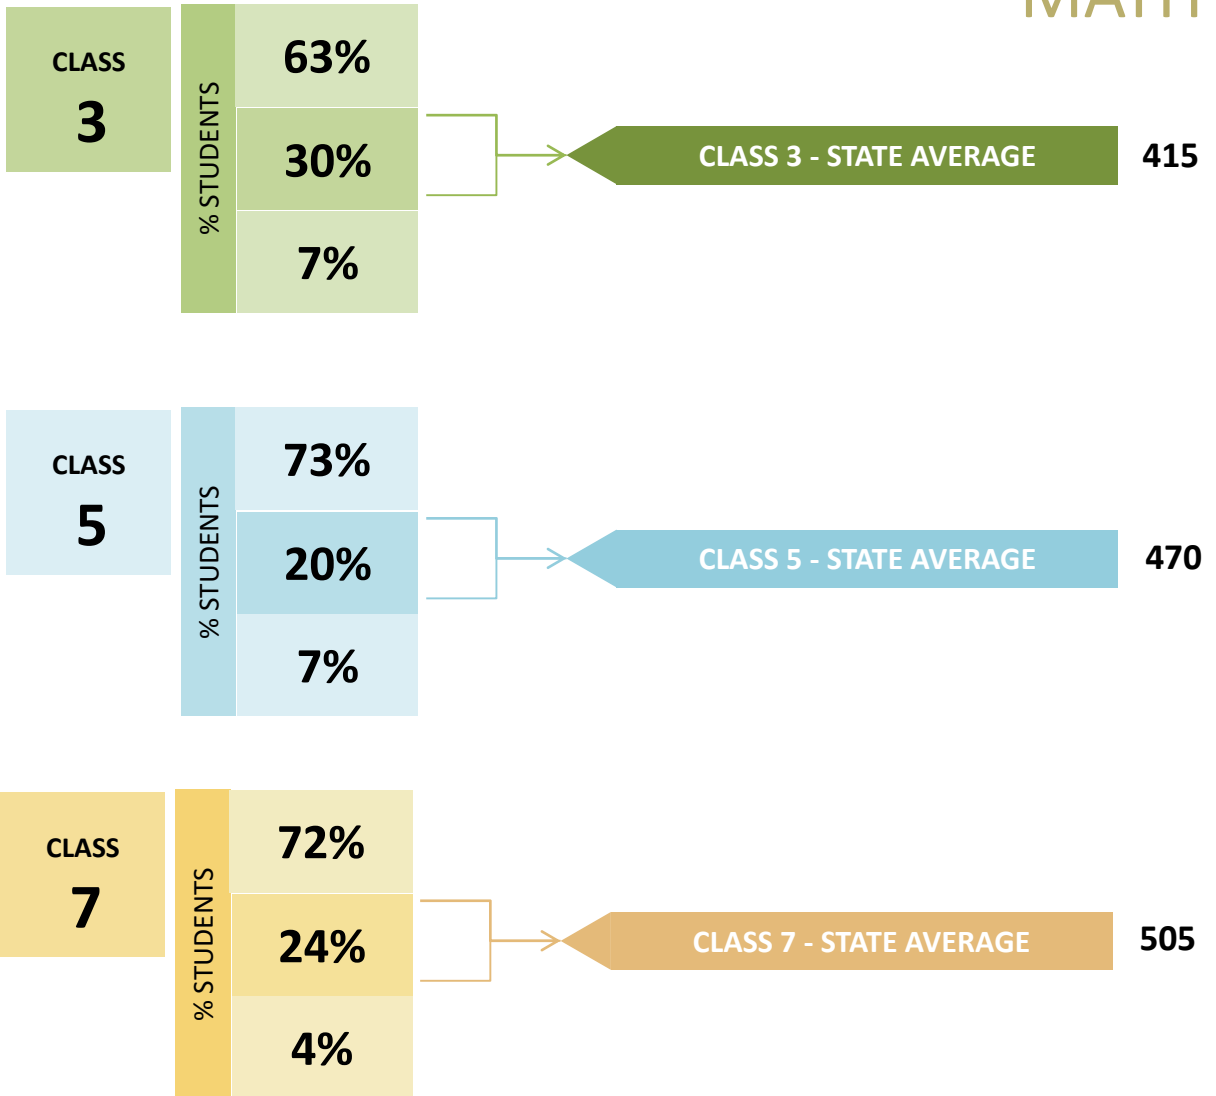 MATH
CLASS
3
% STUDENTS
63%
30%
7%
CLASS 3 - STATE AVERAGE
415
CLASS
5
% STUDENTS
73%
20%
7%
CLASS 5 - STATE AVERAGE
470
CLASS
7
% STUDENTS
72%
24%
4%
CLASS 7 - STATE AVERAGE
505